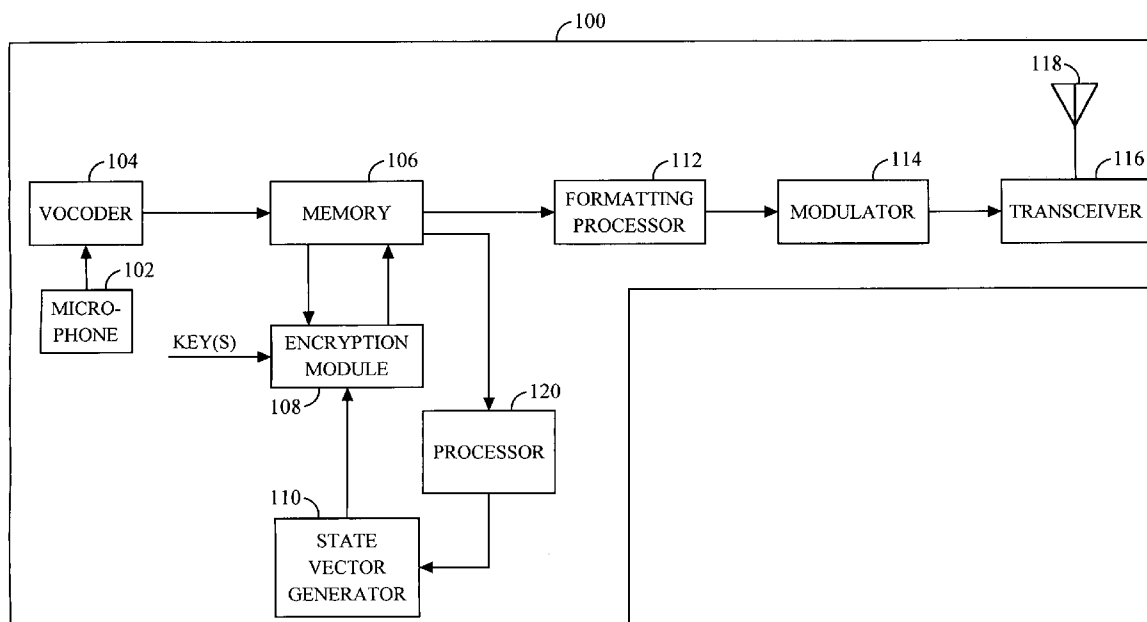 100
118
104
106
112
114
116
VOCODER
MEMORY
FORMATTING
PROCESSOR
MODULATOR
TRANSCEIVER
102
MICRO-
PHONE
KEY(S)
ENCRYPTION
MODULE
108
120
PROCESSOR
110
STATE
VECTOR
GENERATOR